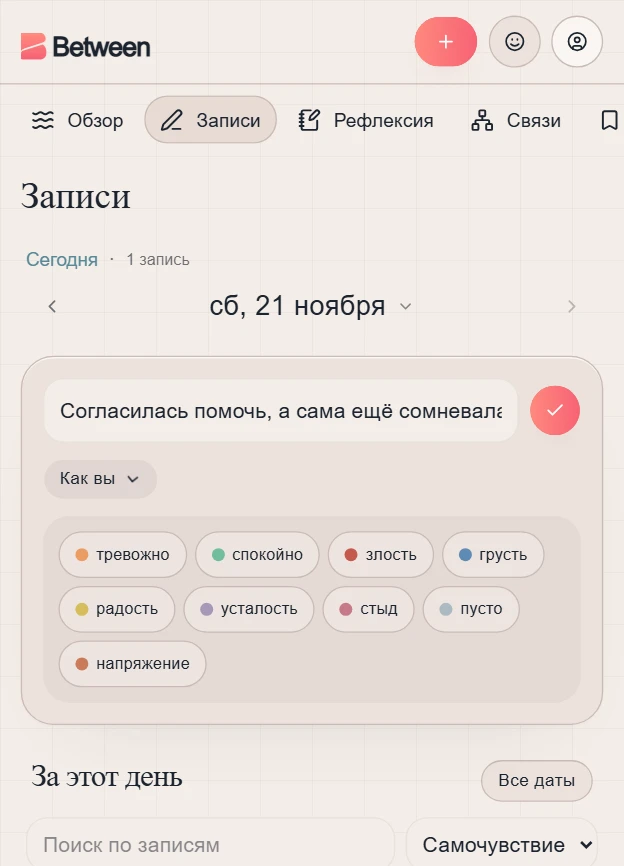 Between
Обзор Записи Рефлексия Связи
Записи
Сегодня · 1 запись
сб, 21 ноября
Согласилась помочь, а сама ещё сомневала
Как вы
тревожно спокойно злость грусть
радость усталость стыд пусто
напряжение
За этот день Все даты
Поиск по записям Самочувствие